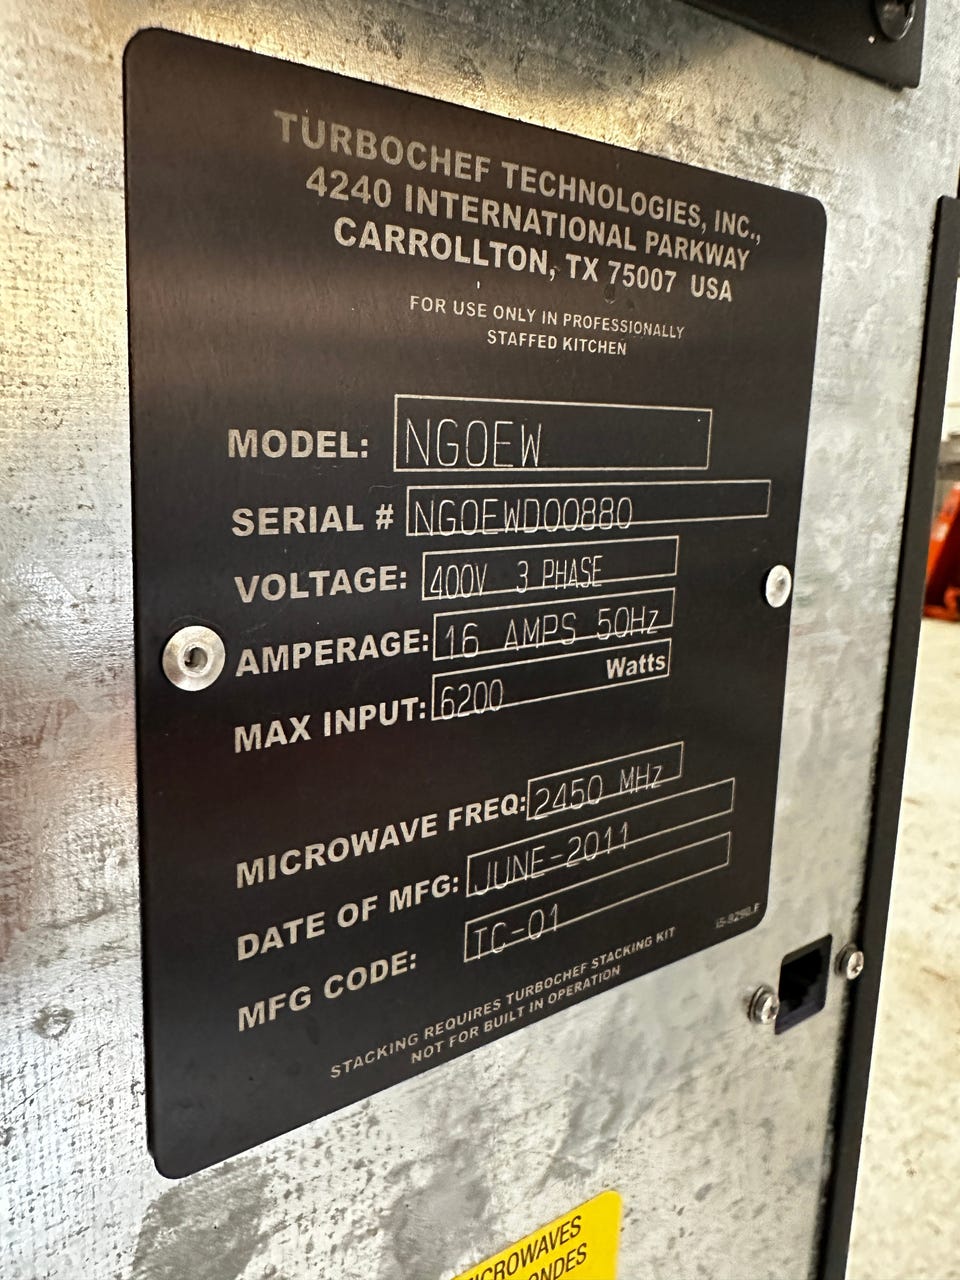 TURBOCHEF TECHNOLOGIES, INC.,
4240 INTERNATIONAL PARKWAY
CARROLLTON, TX 75007 USA
FOR USE ONLY IN PROFESSIONALLY
STAFFED KITCHEN
MODEL: NGOEW
SERIAL # NGOEWD00880
VOLTAGE: 400V 3 PHASE
AMPERAGE: 16 AMPS 50Hz
MAX INPUT: 6200 Watts
MICROWAVE FREQ: 2450 MHz
DATE OF MFG: JUNE-2011
MFG CODE: TC-01
i5-9290.F
STACKING REQUIRES TURBOCHEF STACKING KIT
NOT FOR BUILT IN OPERATION